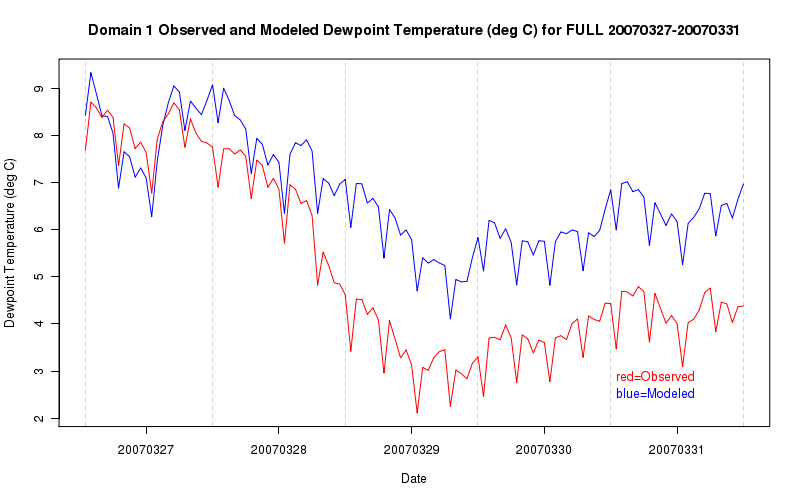 Domain 1 Observed and Modeled Dewpoint Temperature (deg C) for FULL 20070327-20070331
Dewpoint Temperature (deg C)
9
8
7
6
5
4
3
2
red=Observed
blue=Modeled
20070327
20070328
20070329
20070330
20070331
Date